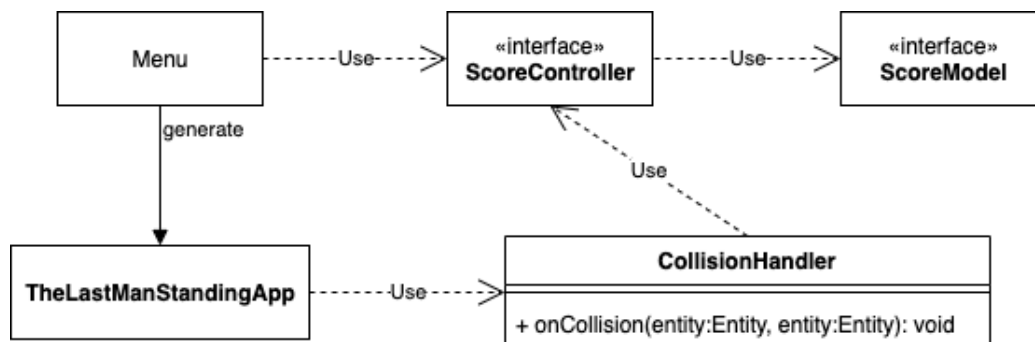 Menu
Use
«interface»
ScoreController
Use
«interface»
ScoreModel
generate
Use
TheLastManStandingApp
Use
CollisionHandler
+ onCollision(entity:Entity, entity:Entity): void